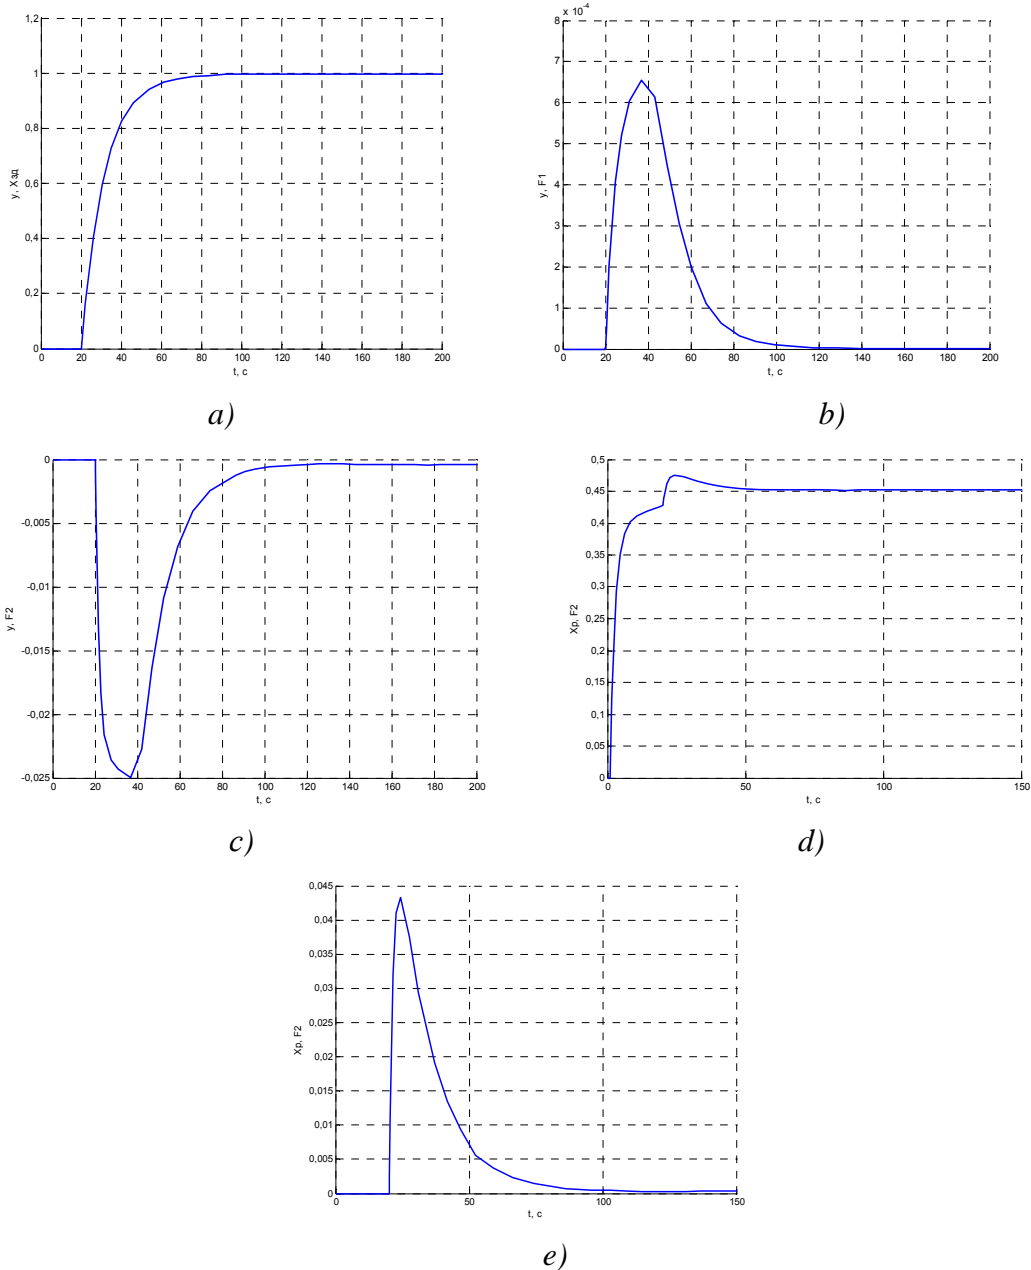 1,2
1
0,8
0,6
0,4
0,2
0
y, Xзд
0 20 40 60 80 100 120 140 160 180 200
t, c
a)
x 10⁻⁴
8
7
6
5
4
3
2
1
0
y, F1
0 20 40 60 80 100 120 140 160 180 200
t, c
b)
0
-0,005
-0,01
-0,015
-0,02
-0,025
y, F2
0 20 40 60 80 100 120 140 160 180 200
t, c
c)
0,5
0,45
0,4
0,35
0,3
0,25
0,2
0,15
0,1
0,05
0
Xp, F2
0 50 100 150
t, c
d)
0,045
0,04
0,035
0,03
0,025
0,02
0,015
0,01
0,005
0
Xp, F2
0 50 100 150
t, c
e)